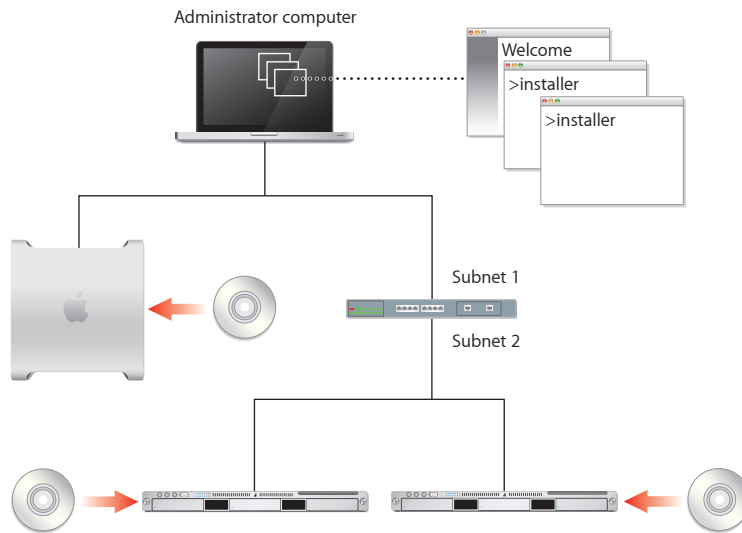 Administrator computer
Welcome
>installer
>installer
Subnet 1
Subnet 2